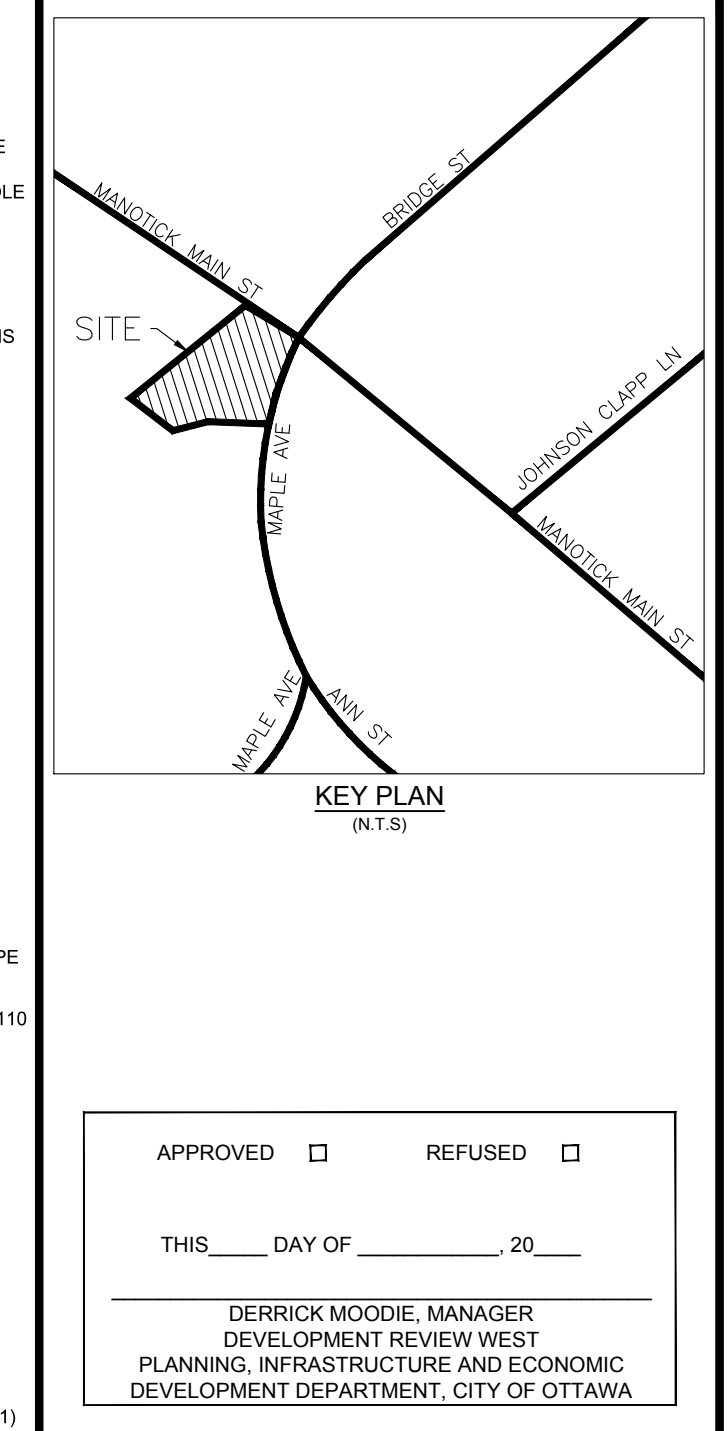 E
OLE
NS
PE
110
1)
BRIDGE ST
MANOTICK MAIN ST
SITE
JOHNSON CLAPP LN
MAPLE AVE
MANOTICK MAIN ST
MAPLE AVE
ANN ST
KEY PLAN
(N.T.S)
APPROVED ☐ REFUSED ☐
THIS_____ DAY OF ____________, 20____
DERRICK MOODIE, MANAGER
DEVELOPMENT REVIEW WEST
PLANNING, INFRASTRUCTURE AND ECONOMIC
DEVELOPMENT DEPARTMENT, CITY OF OTTAWA